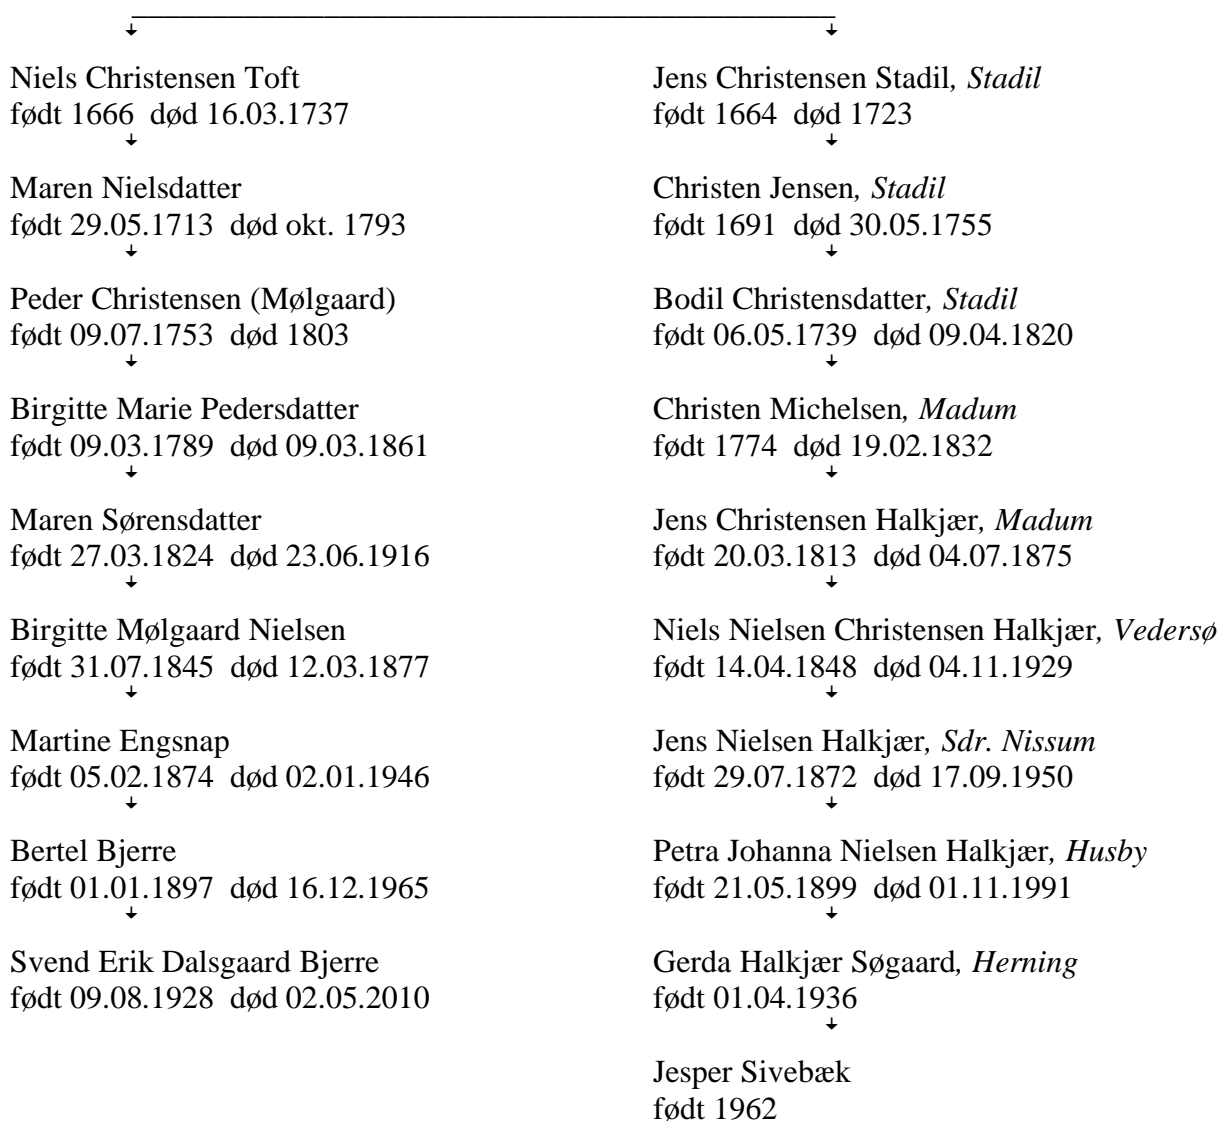 Niels Christensen Toft
født 1666 død 16.03.1737
Maren Nielsdatter
født 29.05.1713 død okt. 1793
Peder Christensen (Mølgaard)
født 09.07.1753 død 1803
Birgitte Marie Pedersdatter
født 09.03.1789 død 09.03.1861
Maren Sørensdatter
født 27.03.1824 død 23.06.1916
Birgitte Mølgaard Nielsen
født 31.07.1845 død 12.03.1877
Martine Engsnap
født 05.02.1874 død 02.01.1946
Bertel Bjerre
født 01.01.1897 død 16.12.1965
Svend Erik Dalsgaard Bjerre
født 09.08.1928 død 02.05.2010
Jens Christensen Stadil, Stadil
født 1664 død 1723
Christen Jensen, Stadil
født 1691 død 30.05.1755
Bodil Christensdatter, Stadil
født 06.05.1739 død 09.04.1820
Christen Michelsen, Madum
født 1774 død 19.02.1832
Jens Christensen Halkjær, Madum
født 20.03.1813 død 04.07.1875
Niels Nielsen Christensen Halkjær, Vedersø
født 14.04.1848 død 04.11.1929
Jens Nielsen Halkjær, Sdr. Nissum
født 29.07.1872 død 17.09.1950
Petra Johanna Nielsen Halkjær, Husby
født 21.05.1899 død 01.11.1991
Gerda Halkjær Søgaard, Herning
født 01.04.1936
Jesper Sivebæk
født 1962